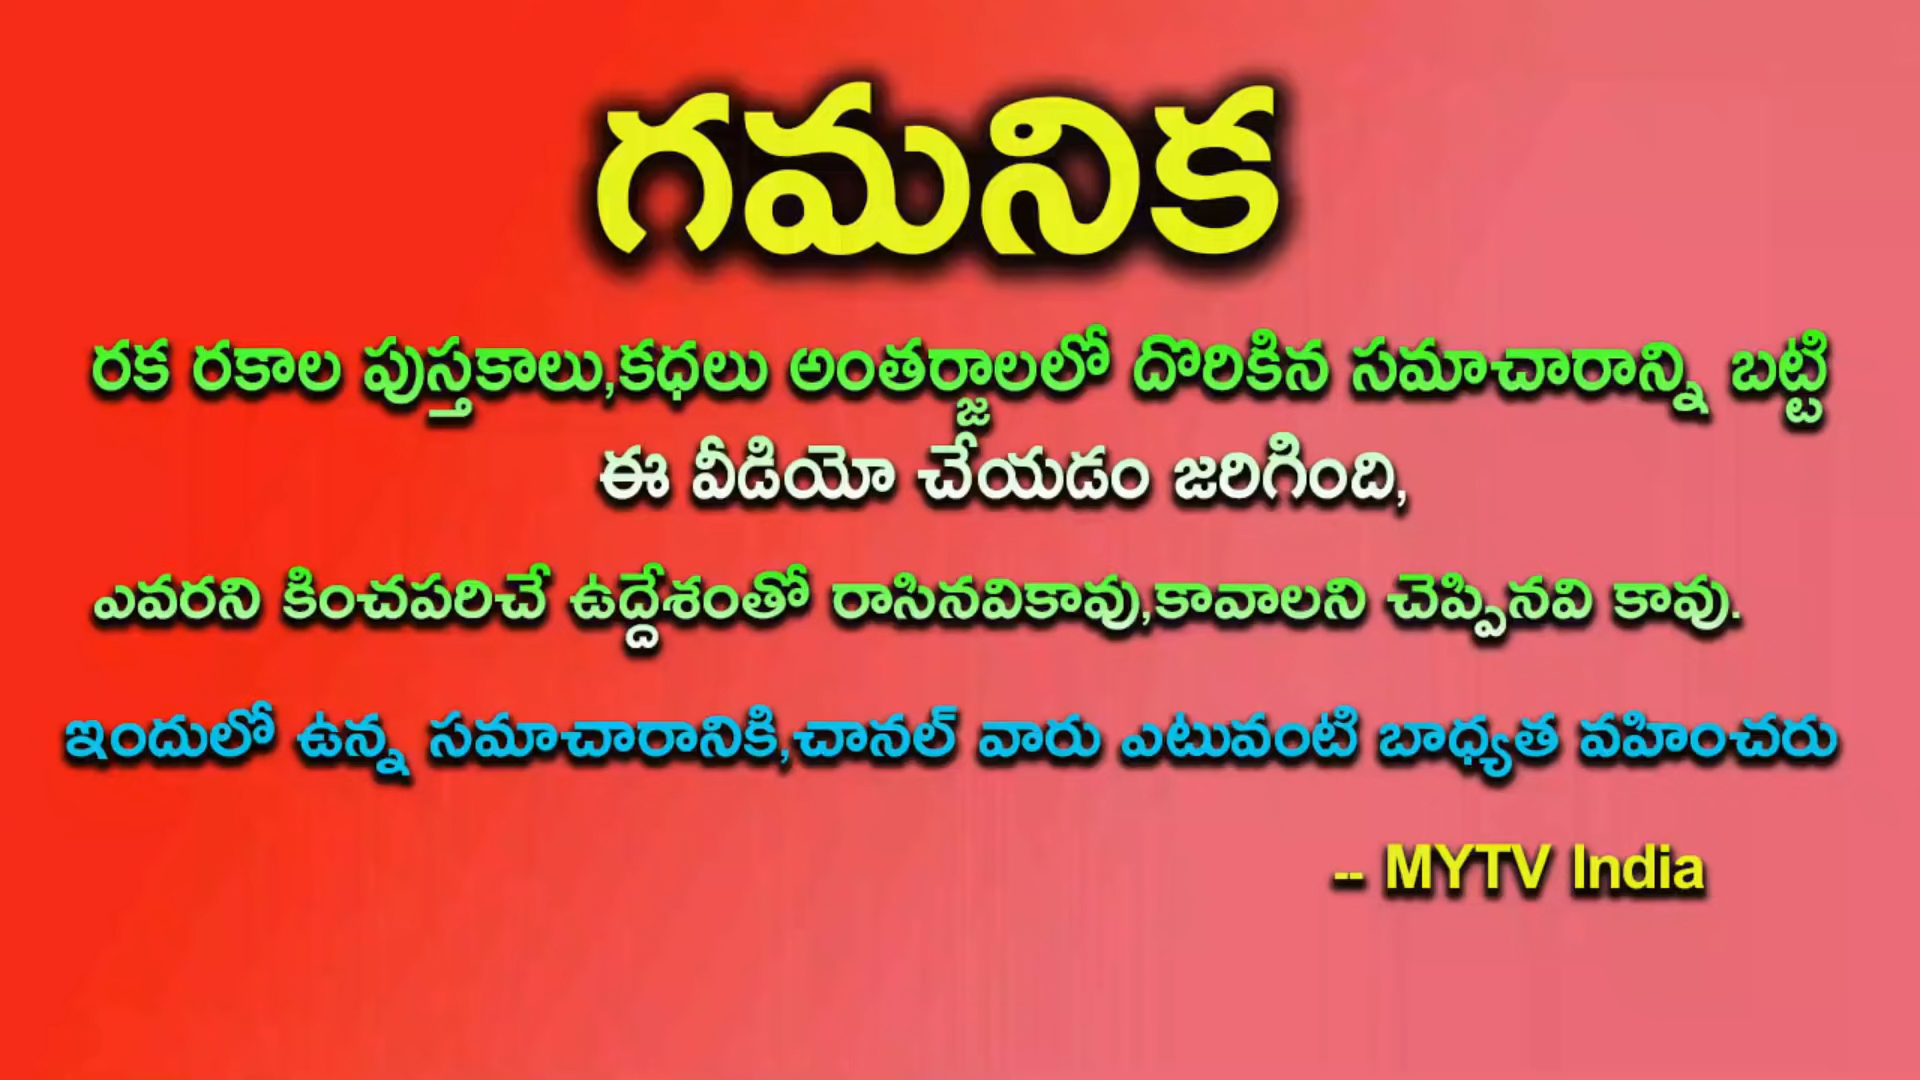 గమనిక
రక రకాల పుస్తకాలు,కధలు అంతర్జాలలో దొరికిన సమాచారాన్ని బట్టి
ఈ వీడియో చేయడం జరిగింది,
ఎవరని కించపరిచే ఉద్దేశంతో రాసినవికావు,కావాలని చెప్పినవి కావు.
ఇందులో ఉన్న సమాచారానికి,చానల్ వారు ఎటువంటి బాధ్యత వహించరు
-- MYTV India